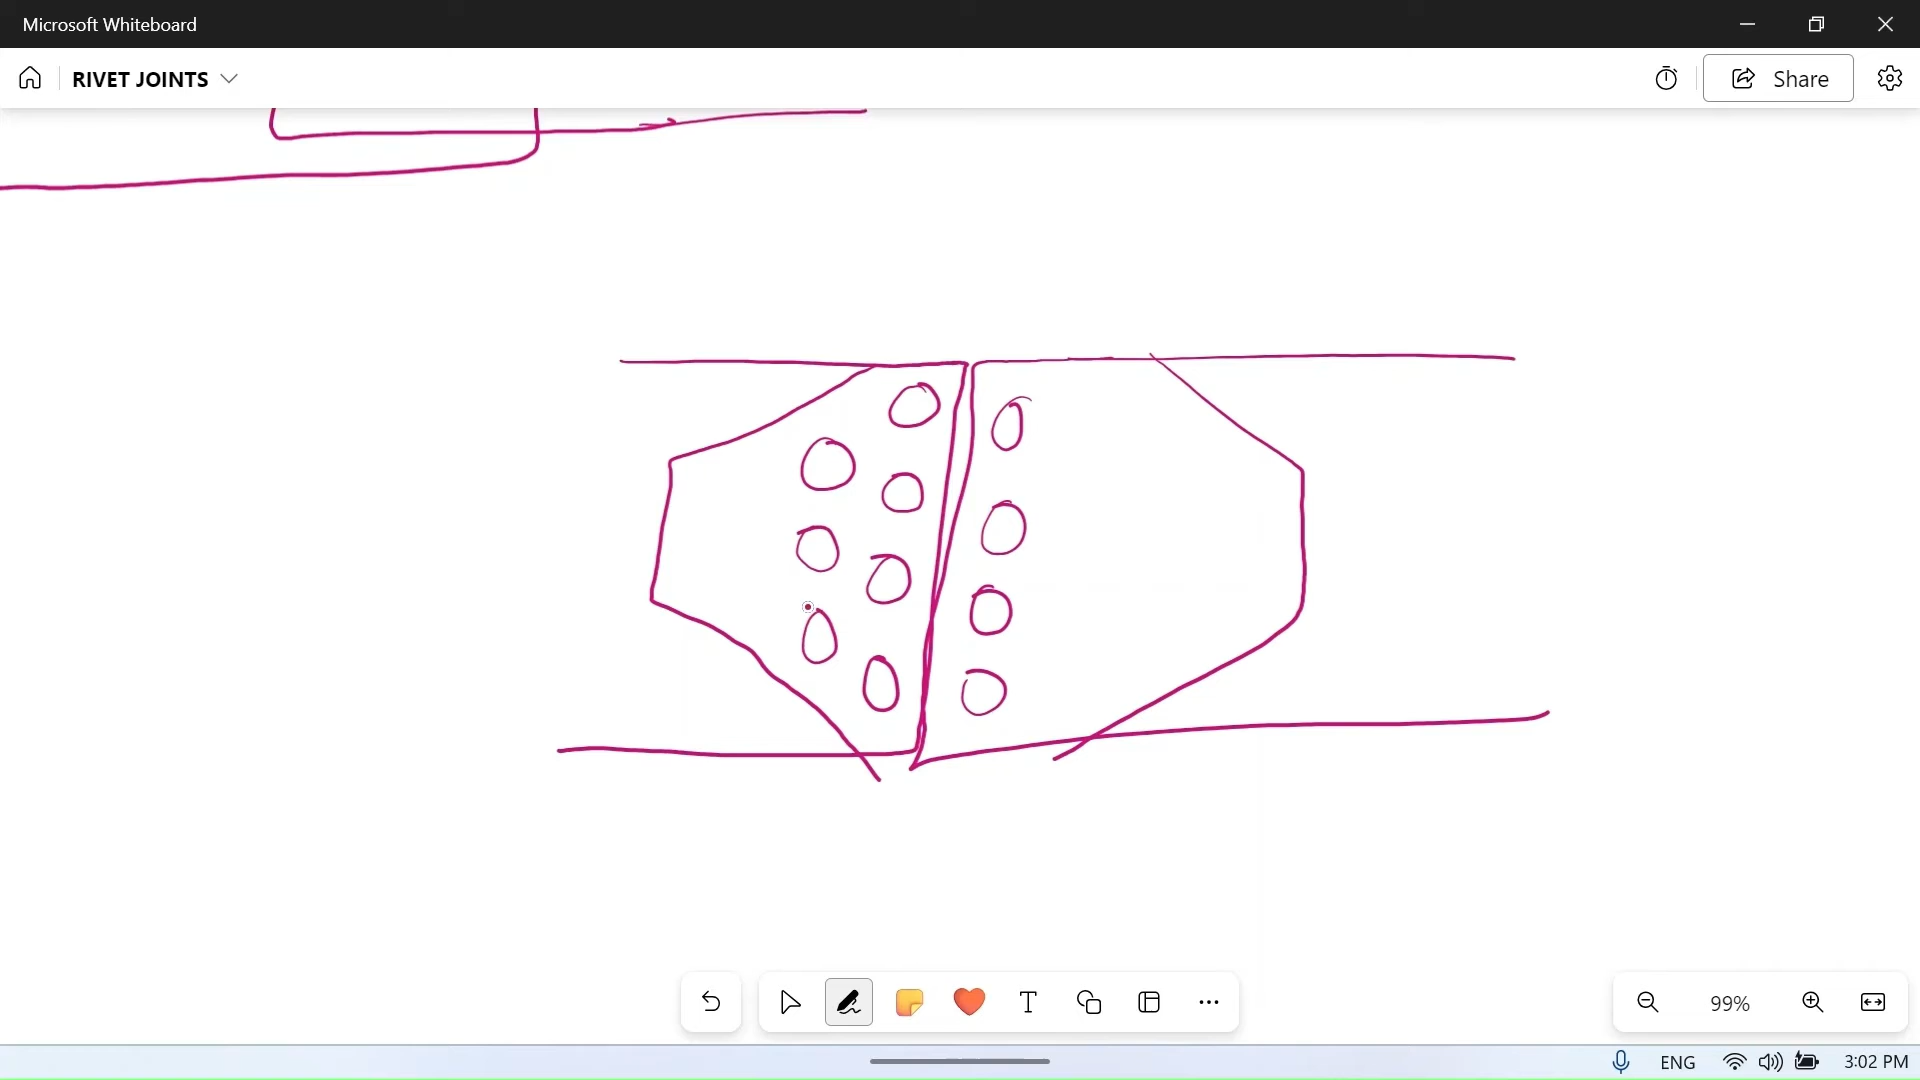 Microsoft Whiteboard
RIVET JOINTS
Share
T
99%
ENG
3:02 PM